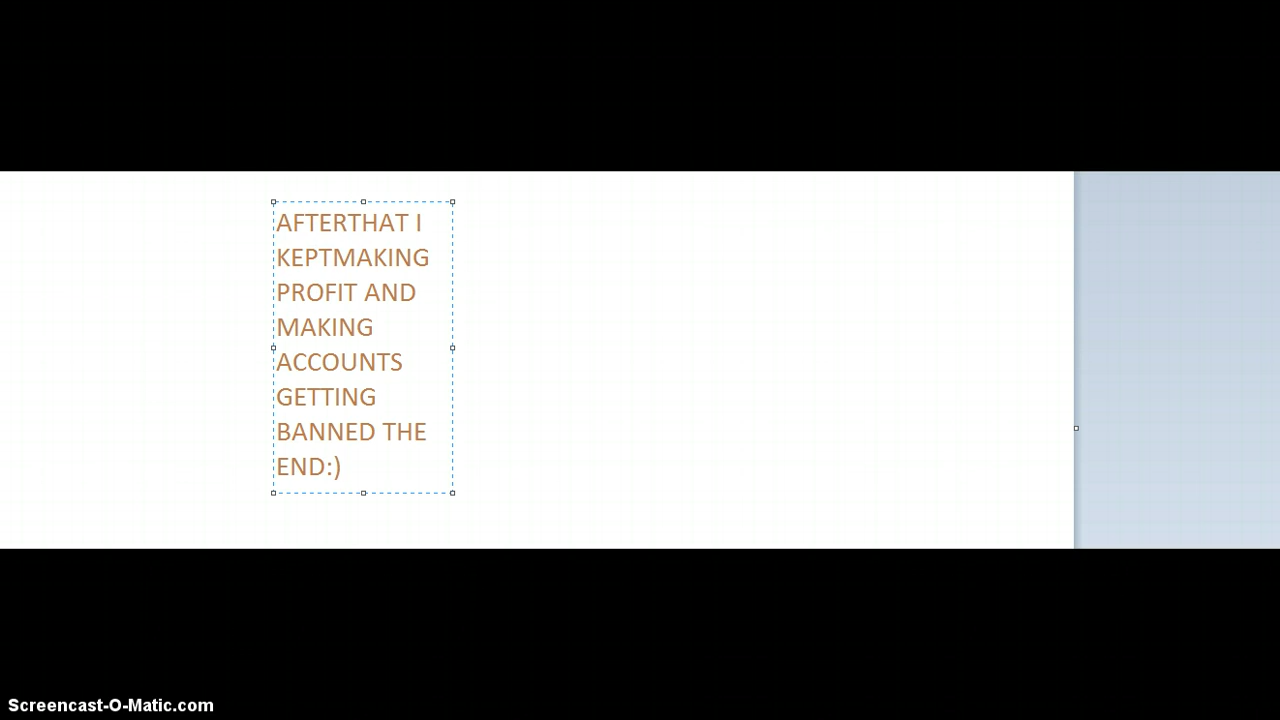 AFTERTHAT I
KEPTMAKING
PROFIT AND
MAKING
ACCOUNTS
GETTING
BANNED THE
END:)
Screencast-O-Matic.com